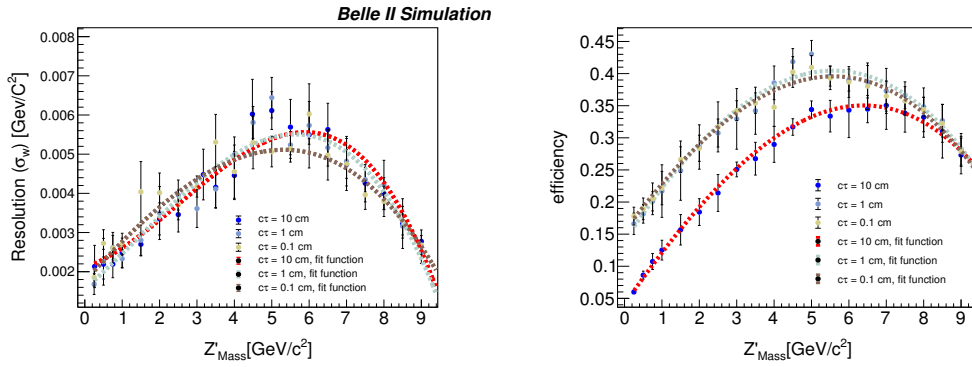 Belle II Simulation
Resolution (σw) [Gev/C²]
0.008
0.007
0.006
0.005
0.004
0.003
0.002
cτ = 10 cm
cτ = 1 cm
cτ = 0.1 cm
cτ = 10 cm, fit function
cτ = 1 cm, fit function
cτ = 0.1 cm, fit function
0 1 2 3 4 5 6 7 8 9
Z'Mass[GeV/c²]
efficiency
0.45
0.4
0.35
0.3
0.25
0.2
0.15
0.1
0.05
cτ = 10 cm
cτ = 1 cm
cτ = 0.1 cm
cτ = 10 cm, fit function
cτ = 1 cm, fit function
cτ = 0.1 cm, fit function
0 1 2 3 4 5 6 7 8 9
Z'Mass[GeV/c²]